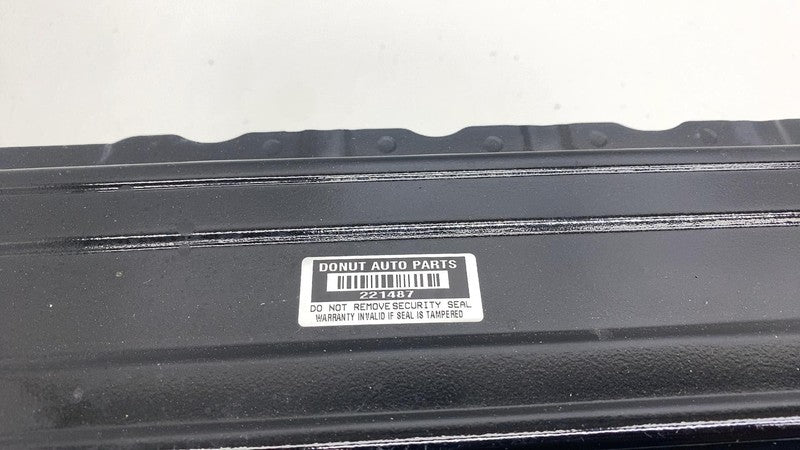 DONUT AUTO PARTS
221487
DO NOT REMOVE SECURITY SEAL
WARRANTY INVALID IF SEAL IS TAMPERED